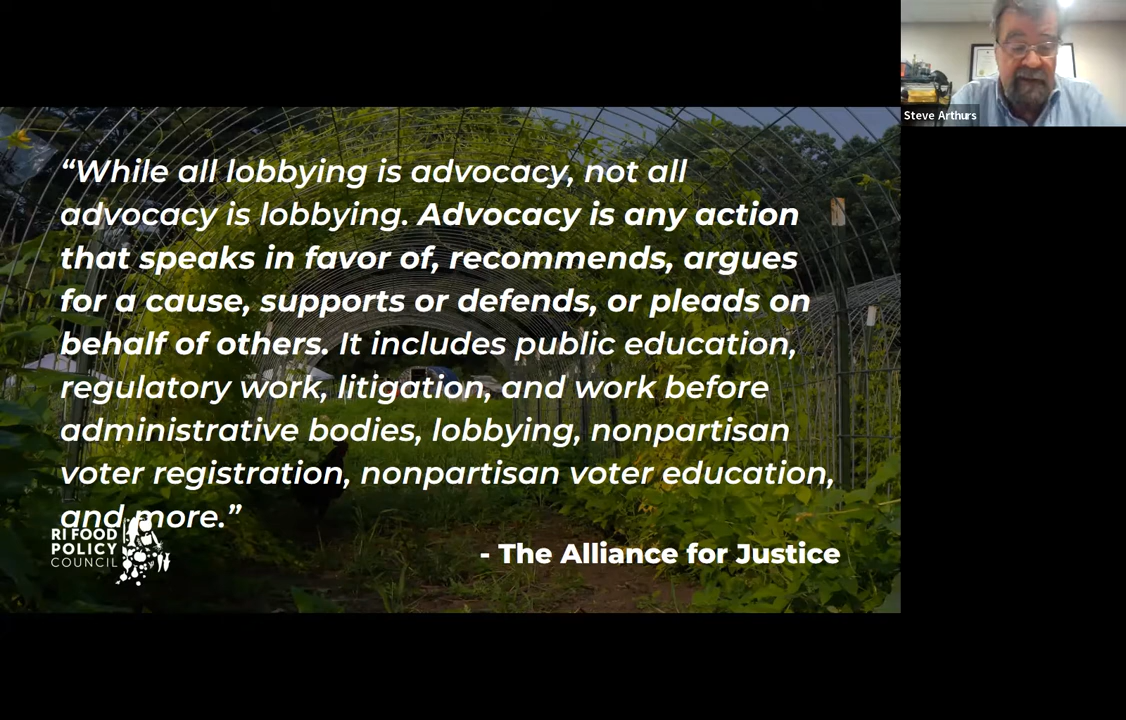 Steve Arthurs
“While all lobbying is advocacy, not all
advocacy is lobbying. Advocacy is any action
that speaks in favor of, recommends, argues
for a cause, supports or defends, or pleads on
behalf of others. It includes public education,
regulatory work, litigation, and work before
administrative bodies, lobbying, nonpartisan
voter registration, nonpartisan voter education,
and more.”
- The Alliance for Justice
RI FOOD
POLICY
COUNCIL